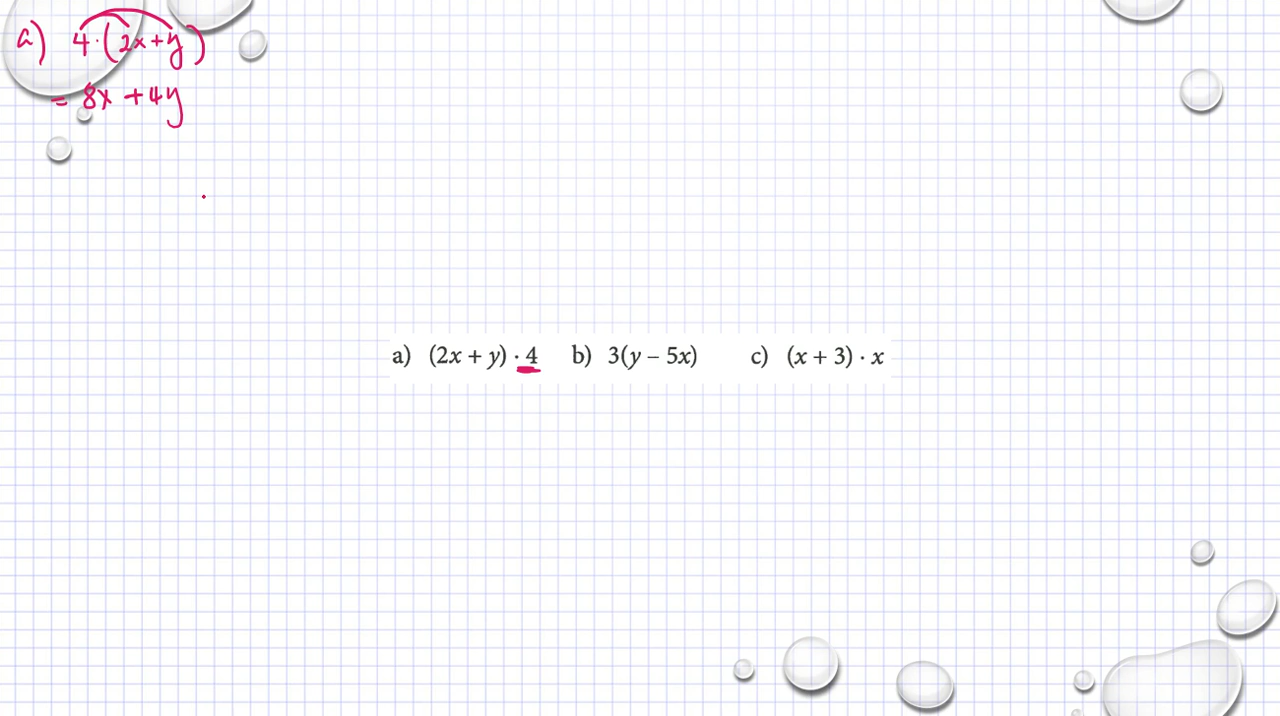 a) 4·(2x+y)
= 8x +4y
a) (2x + y) · 4 b) 3(y – 5x) c) (x + 3) · x